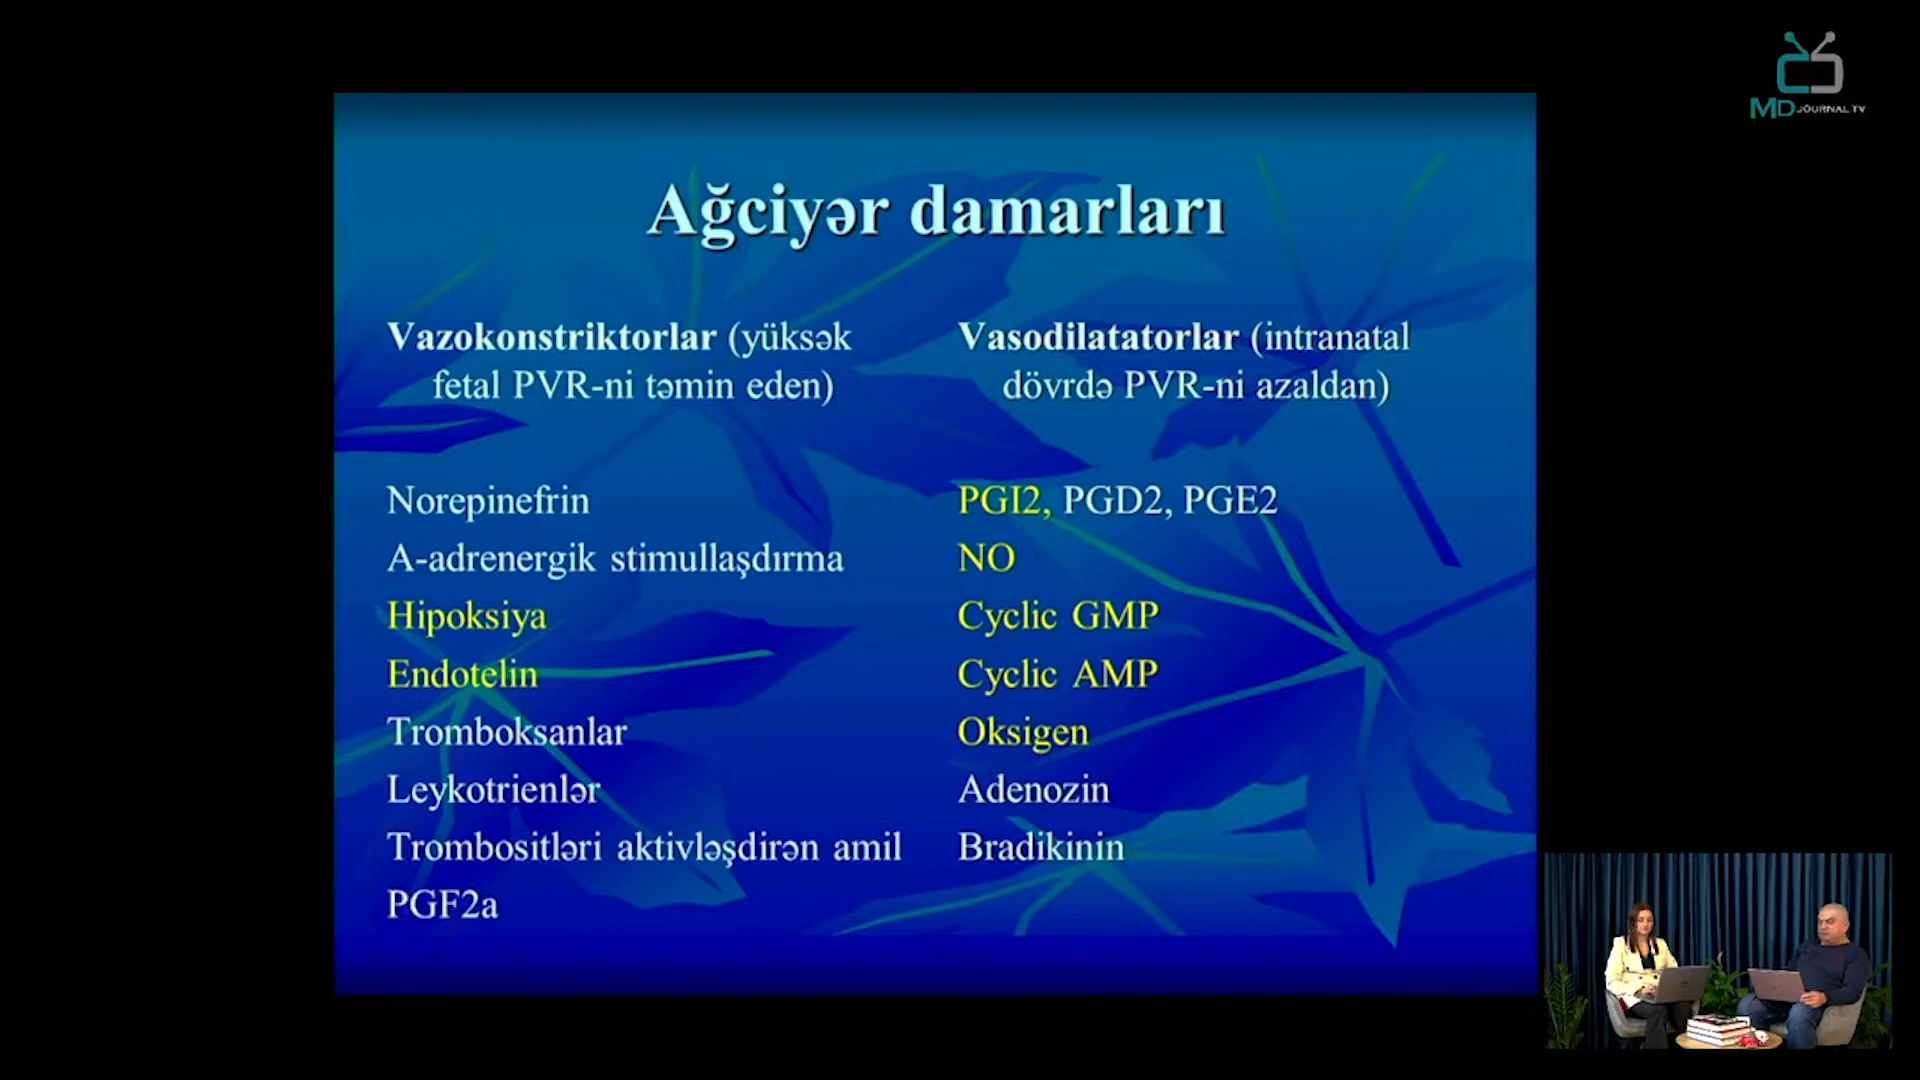 MD JOURNAL TV
Ağciyər damarları
Vazokonstriktorlar (yüksək
fetal PVR-ni təmin eden)
Norepinefrin
A-adrenergik stimullaşdırma
Hipoksiya
Endotelin
Tromboksanlar
Leykotrienlər
Trombositləri aktivləşdirən amil
PGF2a
Vasodilatatorlar (intranatal
dövrdə PVR-ni azaldan)
PGI2, PGD2, PGE2
NO
Cyclic GMP
Cyclic AMP
Oksigen
Adenozin
Bradikinin